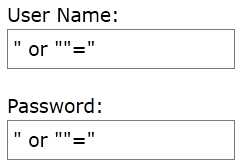 User Name:
" or ""="
Password:
" or ""="